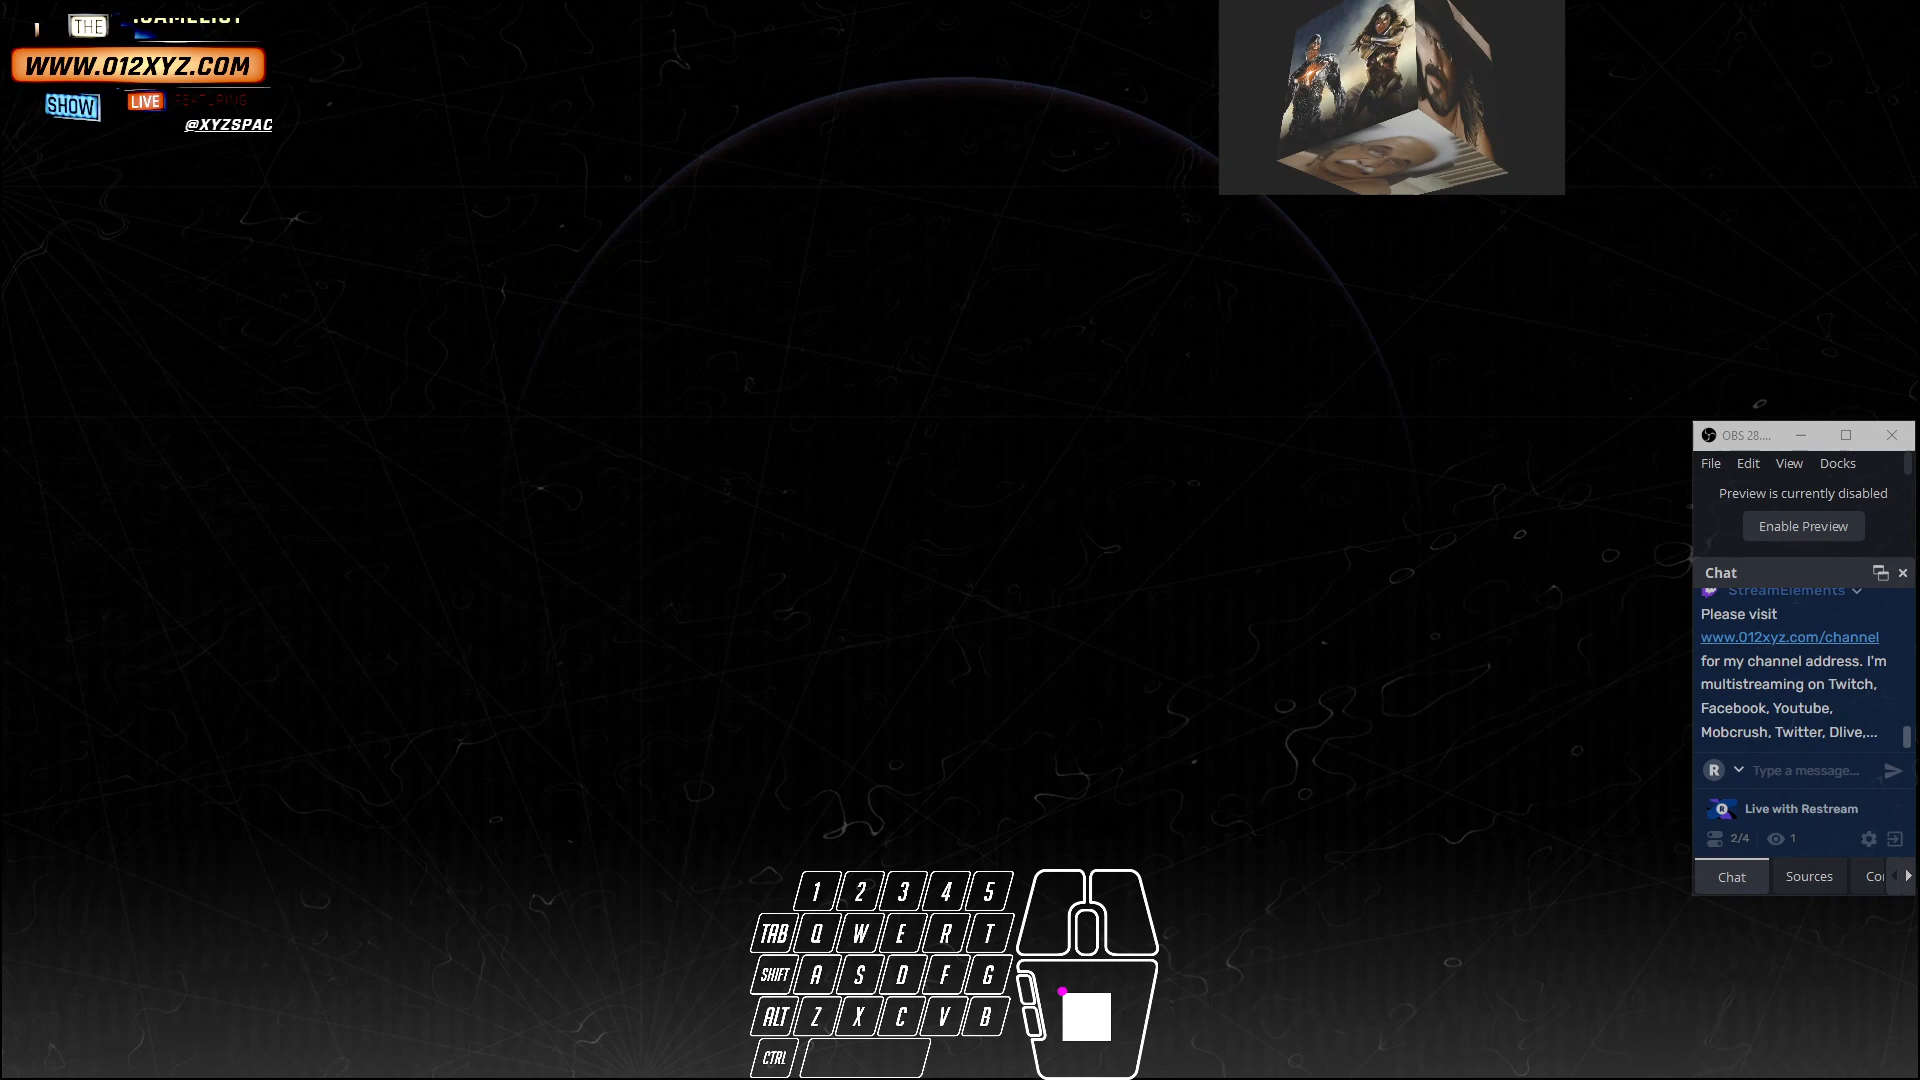 THE
WWW.012XYZ.COM
SHOW
LIVE
FEATURING
@XYZSPAC
OBS 28....
File Edit View Docks
Preview is currently disabled
Enable Preview
Chat
StreamElements
Please visit
www.012xyz.com/channel
for my channel address. I'm
multistreaming on Twitch,
Facebook, Youtube,
Mobcrush, Twitter, Dlive,...
R Type a message...
Live with Restream
2/4 1
Chat Sources Co
1 2 3 4 5
TAB Q W E R T
SHIFT A S D F G
ALT Z X C V B
CTRL